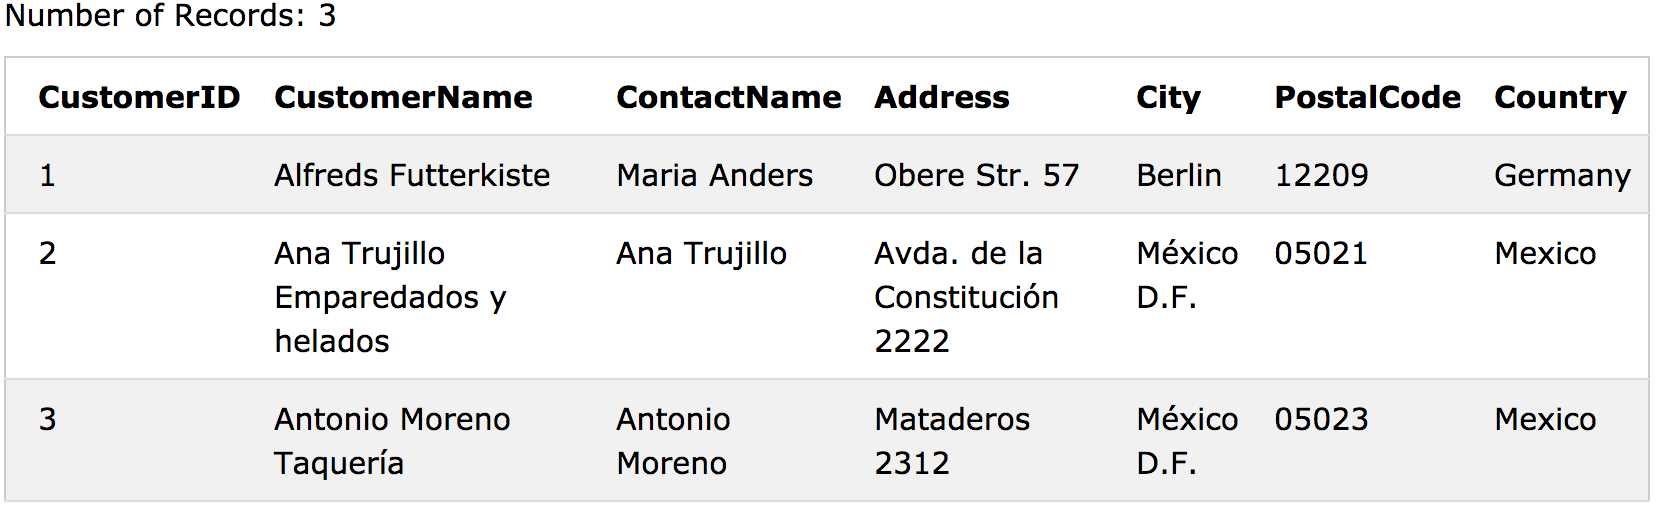 Number of Records: 3
CustomerID CustomerName ContactName Address City PostalCode Country
1 Alfreds Futterkiste Maria Anders Obere Str. 57 Berlin 12209 Germany
2 Ana Trujillo Ana Trujillo Avda. de la México 05021 Mexico
Emparedados y Constitución D.F.
helados 2222
3 Antonio Moreno Antonio Mataderos México 05023 Mexico
Taquería Moreno 2312 D.F.